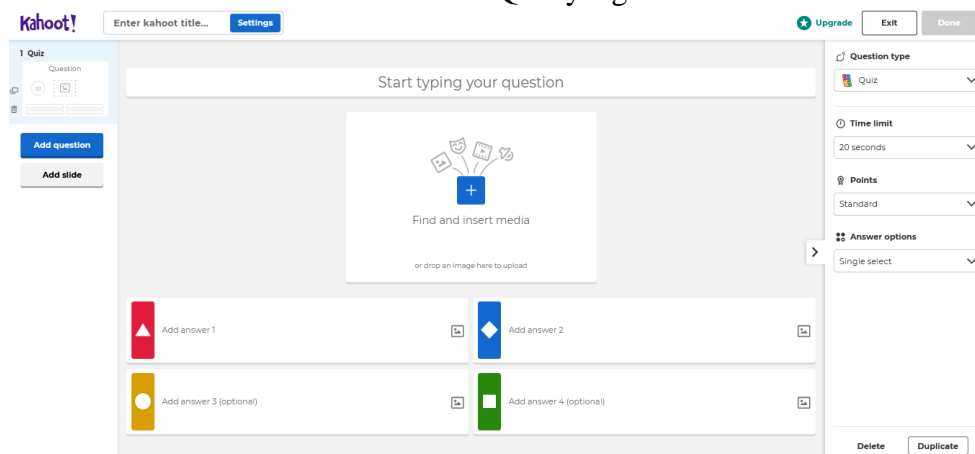 Kahoot!
Enter kahoot title...
Settings
Upgrade
Exit
Done
1 Quiz
Question
20
Add question
Add slide
Start typing your question
Find and insert media
or drop an image here to upload
Add answer 1
Add answer 2
Add answer 3 (optional)
Add answer 4 (optional)
Question type
Quiz
Time limit
20 seconds
Points
Standard
Answer options
Single select
Delete
Duplicate